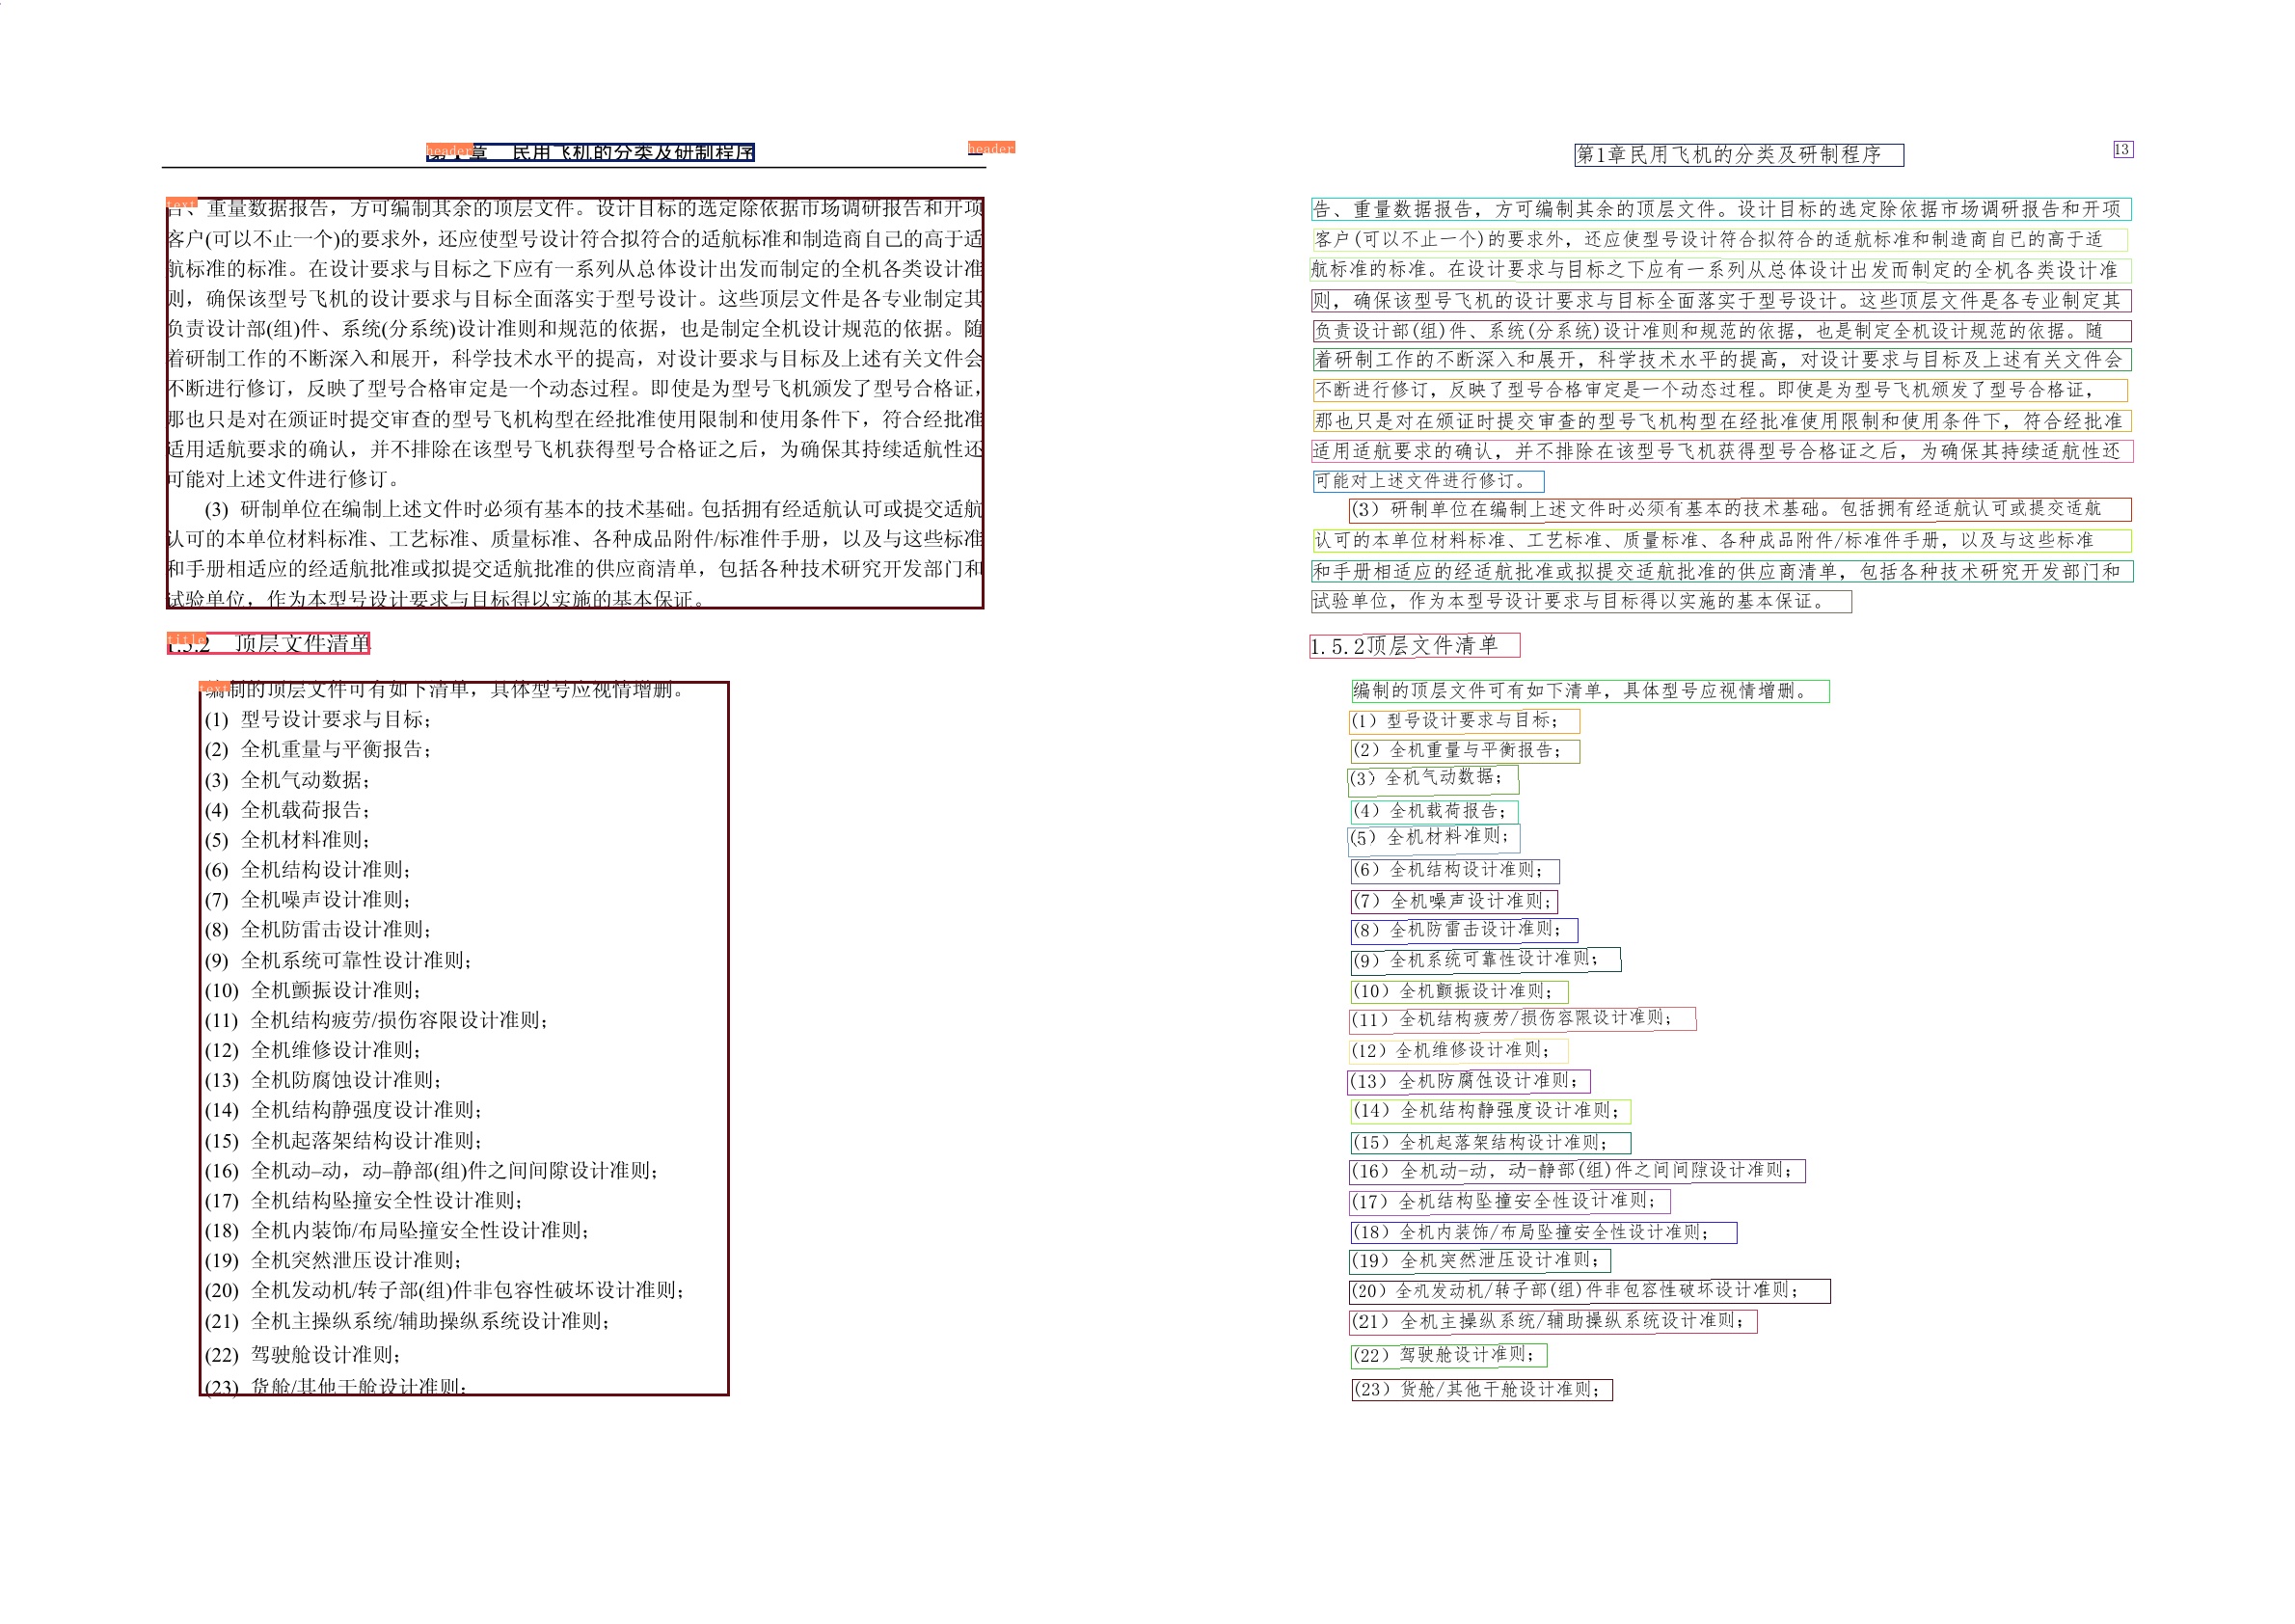 header 章 民用飞机的分类及研制程序
header
text
告、重量数据报告，方可编制其余的顶层文件。设计目标的选定除依据市场调研报告和开项
客户(可以不止一个)的要求外，还应使型号设计符合拟符合的适航标准和制造商自己的高于适
航标准的标准。在设计要求与目标之下应有一系列从总体设计出发而制定的全机各类设计准
则，确保该型号飞机的设计要求与目标全面落实于型号设计。这些顶层文件是各专业制定其
负责设计部(组)件、系统(分系统)设计准则和规范的依据，也是制定全机设计规范的依据。随
着研制工作的不断深入和展开，科学技术水平的提高，对设计要求与目标及上述有关文件会
不断进行修订，反映了型号合格审定是一个动态过程。即使是为型号飞机颁发了型号合格证，
那也只是对在颁证时提交审查的型号飞机构型在经批准使用限制和使用条件下，符合经批准
适用适航要求的确认，并不排除在该型号飞机获得型号合格证之后，为确保其持续适航性还
可能对上述文件进行修订。
(3) 研制单位在编制上述文件时必须有基本的技术基础。包括拥有经适航认可或提交适航
认可的本单位材料标准、工艺标准、质量标准、各种成品附件/标准件手册，以及与这些标准
和手册相适应的经适航批准或拟提交适航批准的供应商清单，包括各种技术研究开发部门和
试验单位，作为本型号设计要求与目标得以实施的基本保证。
title
1.5.2 顶层文件清单
text
编制的顶层文件可有如下清单，具体型号应视情增删。
(1) 型号设计要求与目标；
(2) 全机重量与平衡报告；
(3) 全机气动数据；
(4) 全机载荷报告；
(5) 全机材料准则；
(6) 全机结构设计准则；
(7) 全机噪声设计准则；
(8) 全机防雷击设计准则；
(9) 全机系统可靠性设计准则；
(10) 全机颤振设计准则；
(11) 全机结构疲劳/损伤容限设计准则；
(12) 全机维修设计准则；
(13) 全机防腐蚀设计准则；
(14) 全机结构静强度设计准则；
(15) 全机起落架结构设计准则；
(16) 全机动–动，动–静部(组)件之间间隙设计准则；
(17) 全机结构坠撞安全性设计准则；
(18) 全机内装饰/布局坠撞安全性设计准则；
(19) 全机突然泄压设计准则；
(20) 全机发动机/转子部(组)件非包容性破坏设计准则；
(21) 全机主操纵系统/辅助操纵系统设计准则；
(22) 驾驶舱设计准则；
(23) 货舱/其他干舱设计准则；
第1章民用飞机的分类及研制程序
13
告、重量数据报告，方可编制其余的顶层文件。设计目标的选定除依据市场调研报告和开项
客户(可以不止一个)的要求外，还应使型号设计符合拟符合的适航标准和制造商自已的高于适
航标准的标准。在设计要求与目标之下应有一系列从总体设计出发而制定的全机各类设计准
则，确保该型号飞机的设计要求与目标全面落实于型号设计。这些顶层文件是各专业制定其
负责设计部(组)件、系统(分系统)设计准则和规范的依据，也是制定全机设计规范的依据。随
着研制工作的不断深入和展开，科学技术水平的提高，对设计要求与目标及上述有关文件会
不断进行修订，反映了型号合格审定是一个动态过程。即使是为型号飞机颁发了型号合格证，
那也只是对在颁证时提交审查的型号飞机构型在经批准使用限制和使用条件下，符合经批准
适用适航要求的确认，并不排除在该型号飞机获得型号合格证之后，为确保其持续适航性还
可能对上述文件进行修订。
(3）研制单位在编制上述文件时必须有基本的技术基础。包括拥有经适航认可或提交适航
认可的本单位材料标准、工艺标准、质量标准、各种成品附件/标准件手册，以及与这些标准
和手册相适应的经适航批准或拟提交适航批准的供应商清单，包括各种技术研究开发部门和
试验单位，作为本型号设计要求与目标得以实施的基本保证。
1.5.2顶层文件清单
编制的顶层文件可有如下清单，具体型号应视情增删。
(1）型号设计要求与目标；
(2）全机重量与平衡报告；
(3）全机气动数据；
(4）全机载荷报告；
(5）全机材料准则；
(6）全机结构设计准则；
(7）全机噪声设计准则；
(8）全机防雷击设计准则；
(9）全机系统可靠性设计准则；
(10）全机颤振设计准则；
(11）全机结构疲劳/损伤容限设计准则；
(12）全机维修设计准则；
(13）全机防腐蚀设计准则；
(14）全机结构静强度设计准则；
(15）全机起落架结构设计准则；
(16）全机动-动，动-静部(组)件之间间隙设计准则；
(17）全机结构坠撞安全性设计准则；
(18）全机内装饰/布局坠撞安全性设计准则；
(19）全机突然泄压设计准则；
(20）全机发动机/转子部(组)件非包容性破坏设计准则；
(21）全机主操纵系统/辅助操纵系统设计准则；
(22）驾驶舱设计准则；
(23）货舱/其他干舱设计准则；